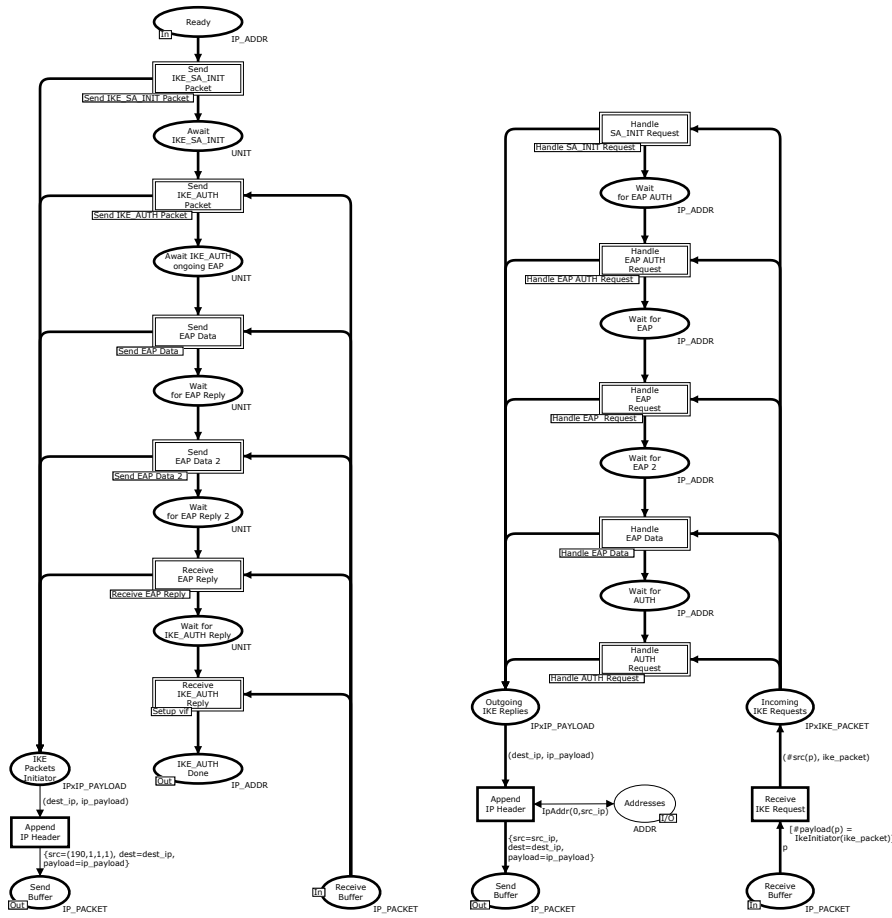 Ready
In
IP_ADDR
Send
IKE_SA_INIT
Packet
Send IKE_SA_INIT Packet
Await
IKE_SA_INIT
UNIT
Send
IKE_AUTH
Packet
Send IKE_AUTH Packet
Await IKE_AUTH
ongoing EAP
UNIT
Send
EAP Data
Send EAP Data
Wait
for EAP Reply
UNIT
Send
EAP Data 2
Send EAP Data 2
Wait
for EAP Reply 2
UNIT
Receive
EAP Reply
Receive EAP Reply
Wait for
IKE_AUTH Reply
UNIT
Receive
IKE_AUTH
Reply
Setup vif
IKE_AUTH
Done
Out
IP_ADDR
IKE
Packets
Initiator
IPxIP_PAYLOAD
(dest_ip, ip_payload)
Append
IP Header
{src=(190,1,1,1), dest=dest_ip,
payload=ip_payload}
Send
Buffer
Out
IP_PACKET
Receive
Buffer
In
IP_PACKET
Handle
SA_INIT Request
Handle SA_INIT Request
Wait
for EAP AUTH
IP_ADDR
Handle
EAP AUTH
Request
Handle EAP AUTH Request
Wait for
EAP
IP_ADDR
Handle
EAP
Request
Handle EAP Request
Wait for
EAP 2
IP_ADDR
Handle
EAP Data
Handle EAP Data
Wait for
AUTH
IP_ADDR
Handle
AUTH
Request
Handle AUTH Request
Outgoing
IKE Replies
IPxIP_PAYLOAD
Incoming
IKE Requests
IPxIKE_PACKET
(dest_ip, ip_payload)
(#src(p), ike_packet)
Append
IP Header
IpAddr(0,src_ip)
Addresses
I/O
ADDR
Receive
IKE Request
{src=src_ip,
dest=dest_ip,
payload=ip_payload}
[#payload(p) =
IkeInitiator(ike_packet)]
p
Send
Buffer
Out
IP_PACKET
Receive
Buffer
In
IP_PACKET